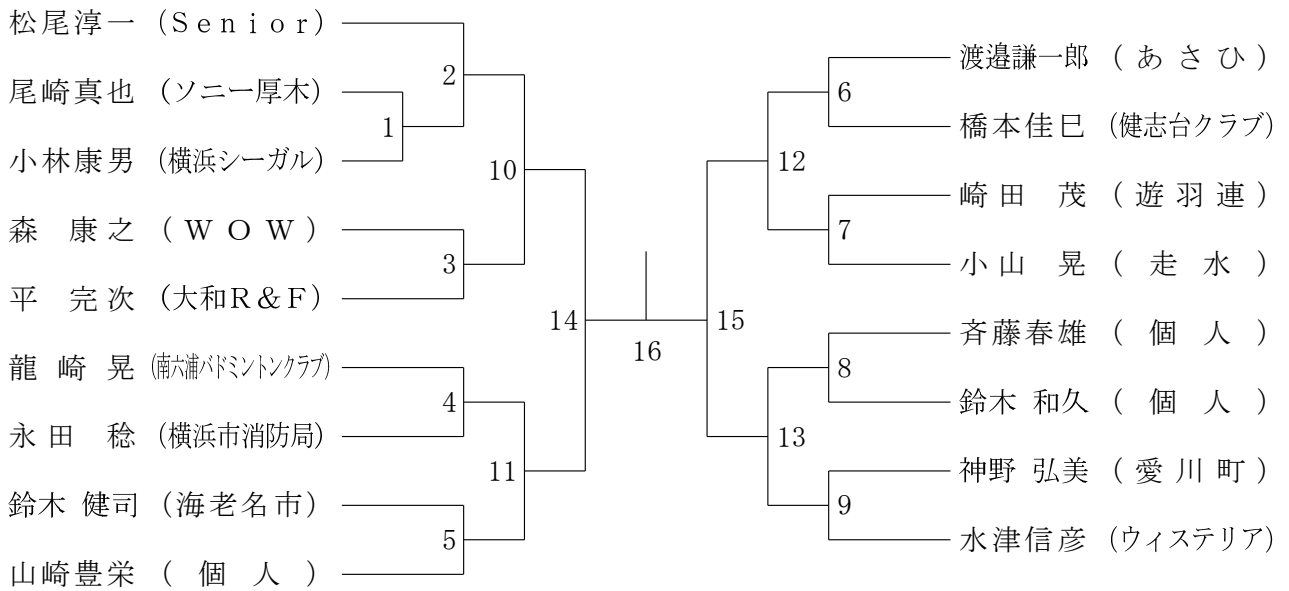 松尾淳一 (Senior)
尾崎真也 (ソニー厚木)
小林康男 (横浜シーガル)
森 康之 (WOW)
平 完次 (大和R&F)
龍崎晃 (南六浦バドミントンクラブ)
永田 稔 (横浜市消防局)
鈴木 健司 (海老名市)
山崎豊栄 (個人)
2
1
10
3
14
4
11
5
16
15
6
12
7
8
13
9
渡邉謙一郎 (あさひ)
橋本佳巳 (健志台クラブ)
崎田 茂 (遊羽連)
小山 晃 (走水)
斉藤春雄 (個人)
鈴木 和久 (個人)
神野 弘美 (愛川町)
水津信彦 (ウィステリア)